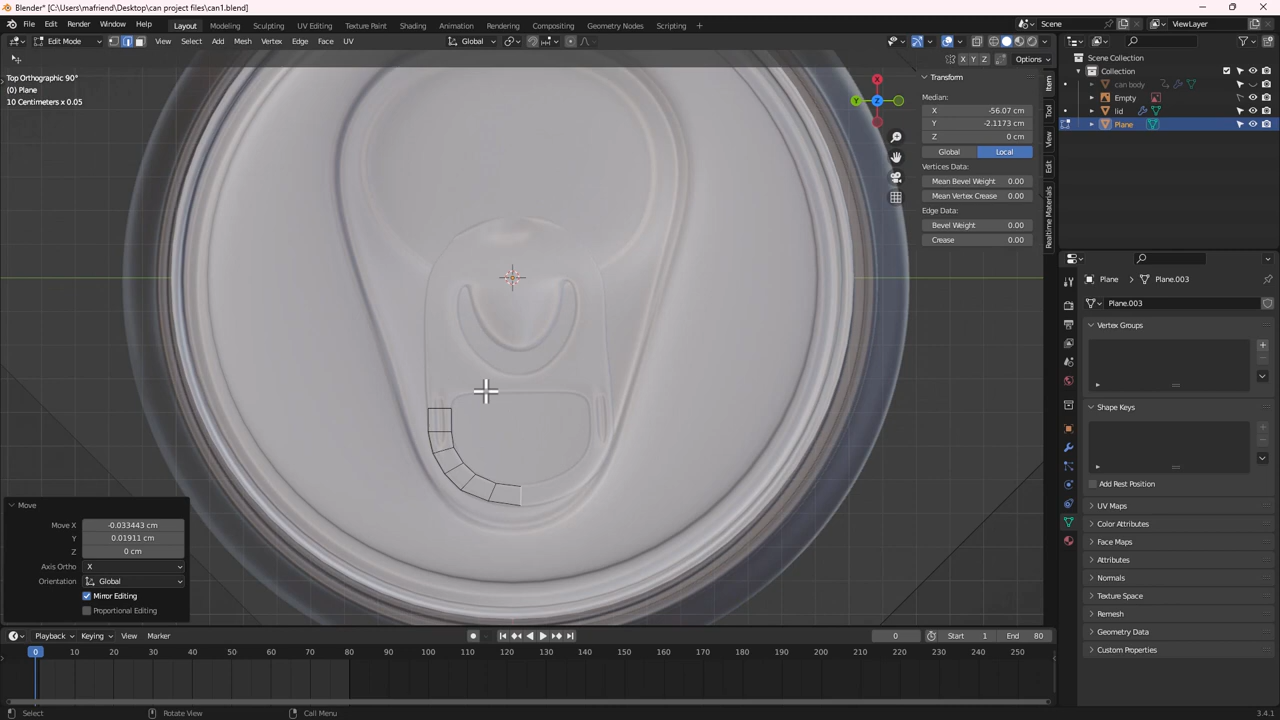 Blender* [C:\Users\mafriend\Desktop\can project files\can1.blend]
File Edit Render Window Help Layout Modeling Sculpting UV Editing Texture Paint Shading Animation Rendering Compositing Geometry Nodes Scripting + Scene ViewLayer
Edit Mode View Select Add Mesh Vertex Edge Face UV Global
X Y Z Options
Top Orthographic 90°
(0) Plane
10 Centimeters x 0.05
X
Y
Z
Transform
Median:
X -56.07 cm
Y -2.1173 cm
Z 0 cm
Global Local
Vertices Data:
Mean Bevel Weight 0.00
Mean Vertex Crease 0.00
Edge Data:
Bevel Weight 0.00
Crease 0.00
Item
Tool
View
Edit
Realtime Materials
Scene Collection
Collection
can body
Empty
lid
Plane
Plane Plane.003
Plane.003
Vertex Groups
Shape Keys
Add Rest Position
UV Maps
Color Attributes
Face Maps
Attributes
Normals
Texture Space
Remesh
Geometry Data
Custom Properties
Move
Move X -0.033443 cm
Y 0.01911 cm
Z 0 cm
Axis Ortho X
Orientation Global
Mirror Editing
Proportional Editing
Playback Keying View Marker 0 Start 1 End 80
0 10 20 30 40 50 60 70 80 90 100 110 120 130 140 150 160 170 180 190 200 210 220 230 240 250
Select Rotate View Call Menu 3.4.1